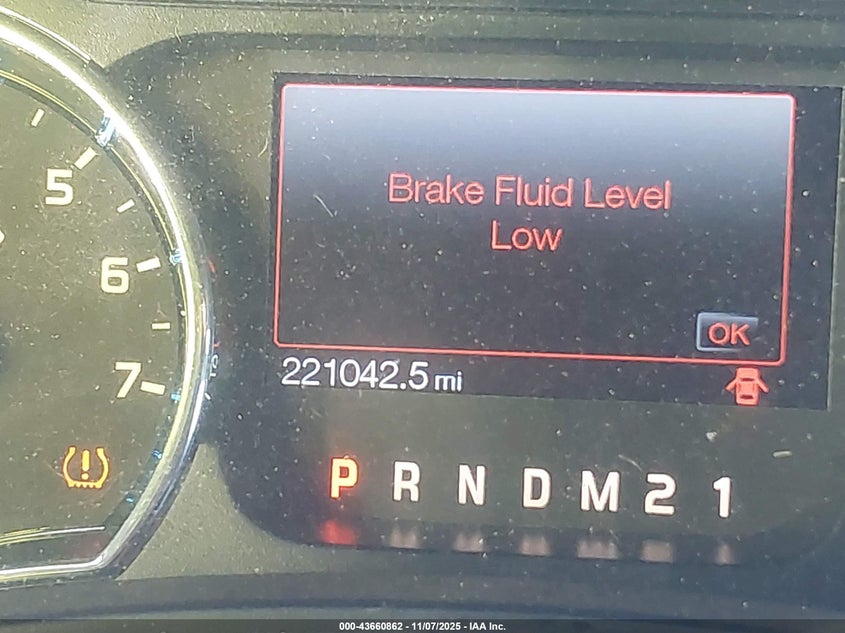 5
6
7
Brake Fluid Level
Low
OK
221042.5 mi
P R N D M 2 1
000-43660862 - 11/07/2025 - IAA Inc.